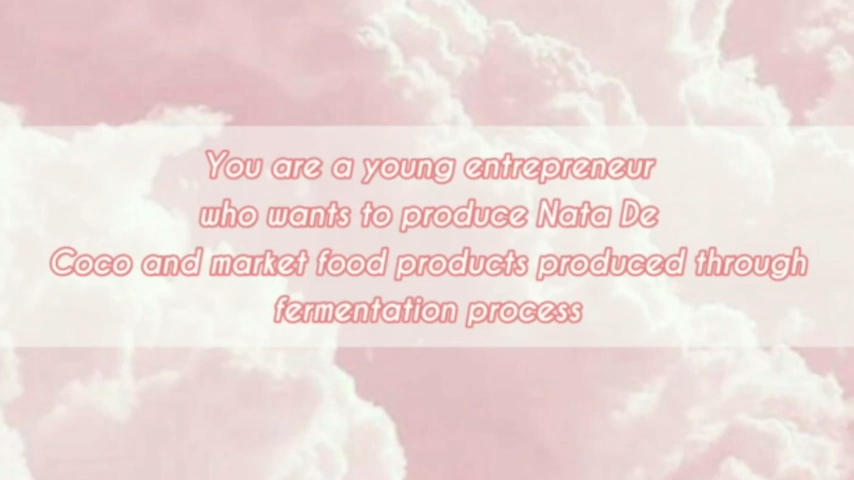 You are a young entrepreneur
who wants to produce Nata De
Coco and market food products produced through
fermentation process